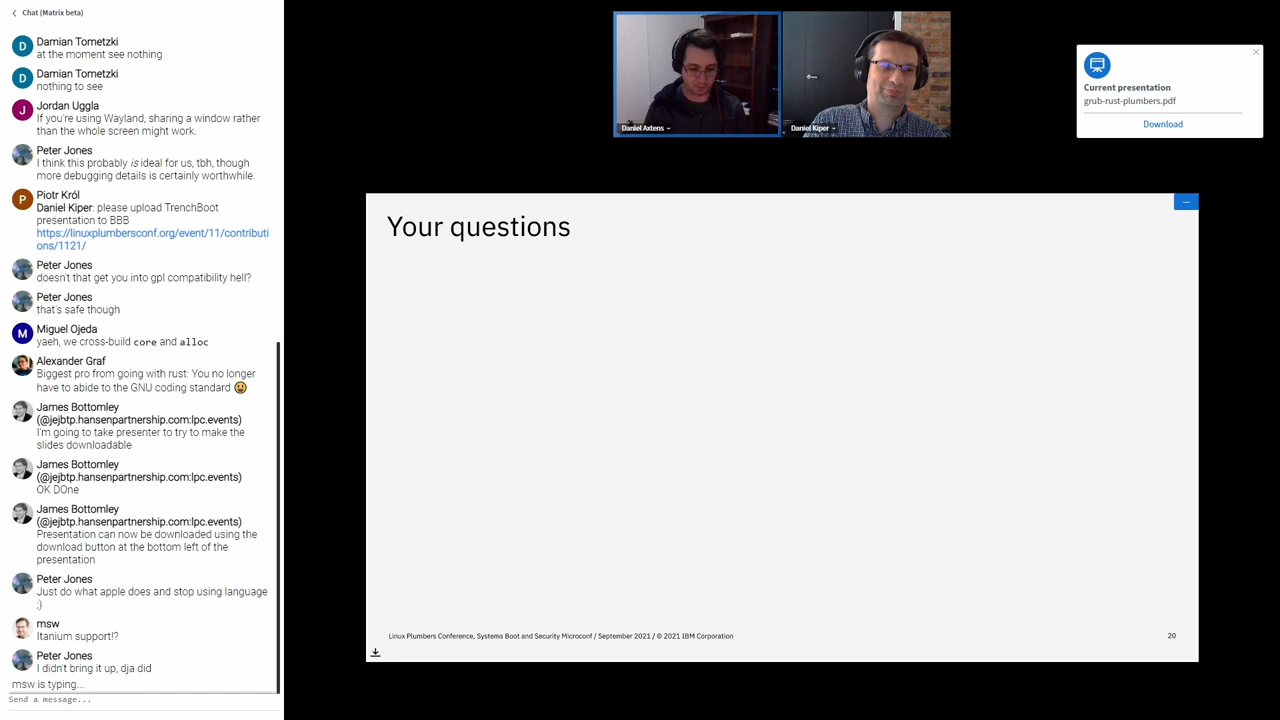 Chat (Matrix beta)
Damian Tometzki
at the moment see nothing
Damian Tometzki
nothing to see
Jordan Uggla
If you're using Wayland, sharing a window rather
than the whole screen might work.
Peter Jones
I think this probably is ideal for us, tbh, though
more debugging details is certainly worthwhile.
Piotr Król
Daniel Kiper: please upload TrenchBoot
presentation to BBB
https://linuxplumbersconf.org/event/11/contributi
ons/1121/
Peter Jones
doesn't that get you into gpl compatibility hell?
Peter Jones
that's safe though
Miguel Ojeda
yaeh, we cross-build core and alloc
Alexander Graf
Biggest pro from going with rust: You no longer
have to abide to the GNU coding standard 😃
James Bottomley
(@jejbtp.hansenpartnership.com:lpc.events)
I'm going to take presenter to try to make the
slides downloadable
James Bottomley
(@jejbtp.hansenpartnership.com:lpc.events)
OK DOne
James Bottomley
(@jejbtp.hansenpartnership.com:lpc.events)
Presentation can now be downloaded using the
download button at the bottom left of the
presentation
Peter Jones
Just do what apple does and stop using language
;)
msw
Itanium support!?
Peter Jones
I didn't bring it up, dja did
msw is typing...
Send a message...
D
D
J
P
M
Daniel Axtens
Daniel Kiper
Current presentation
grub-rust-plumbers.pdf
Download
Your questions
Linux Plumbers Conference, Systems Boot and Security Microconf / September 2021 / © 2021 IBM Corporation
20